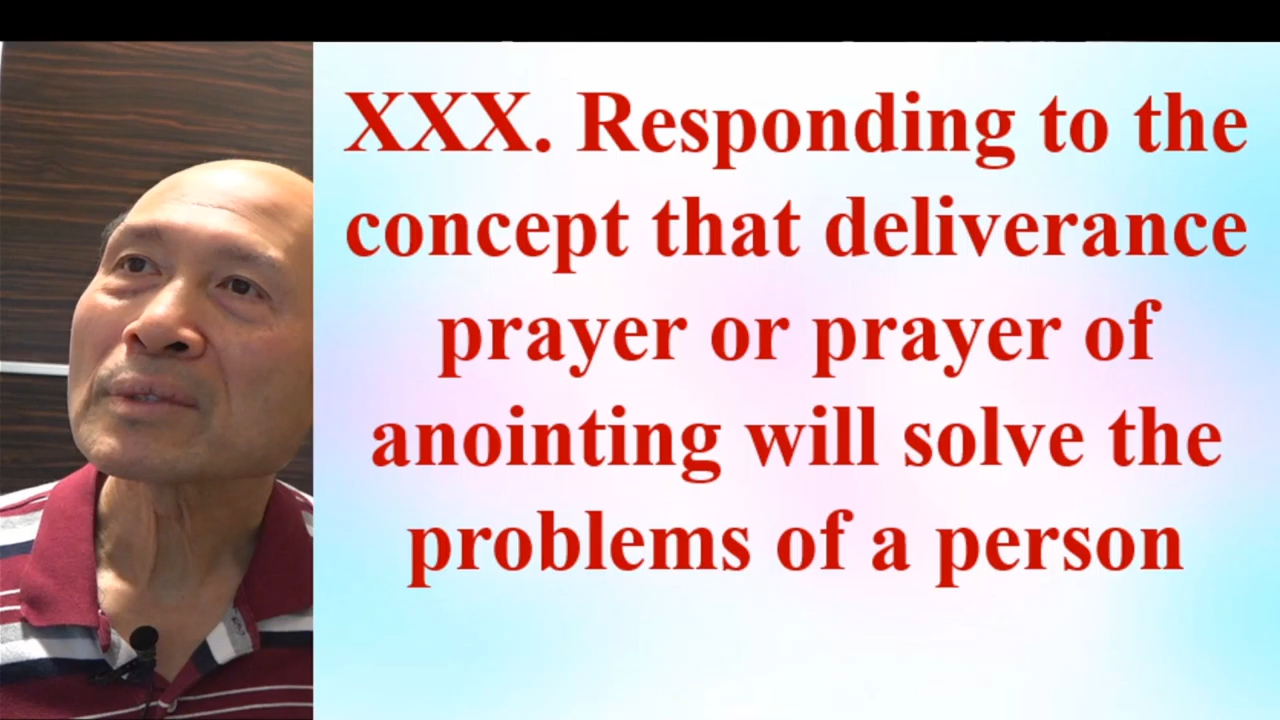 XXX. Responding to the
concept that deliverance
prayer or prayer of
anointing will solve the
problems of a person